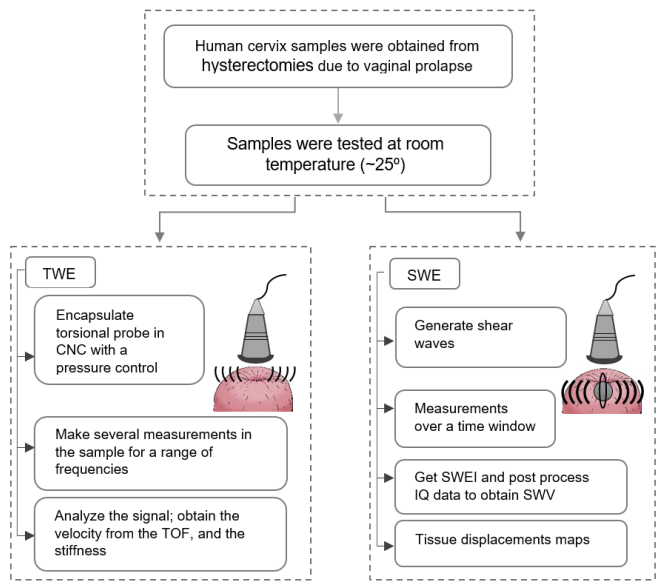 Human cervix samples were obtained from
hysterectomies due to vaginal prolapse
Samples were tested at room
temperature (~25º)
TWE
Encapsulate
torsional probe in
CNC with a
pressure control
Make several measurements in
the sample for a range of
frequencies
Analyze the signal; obtain the
velocity from the TOF, and the
stiffness
SWE
Generate shear
waves
Measurements
over a time window
Get SWEI and post process
IQ data to obtain SWV
Tissue displacements maps